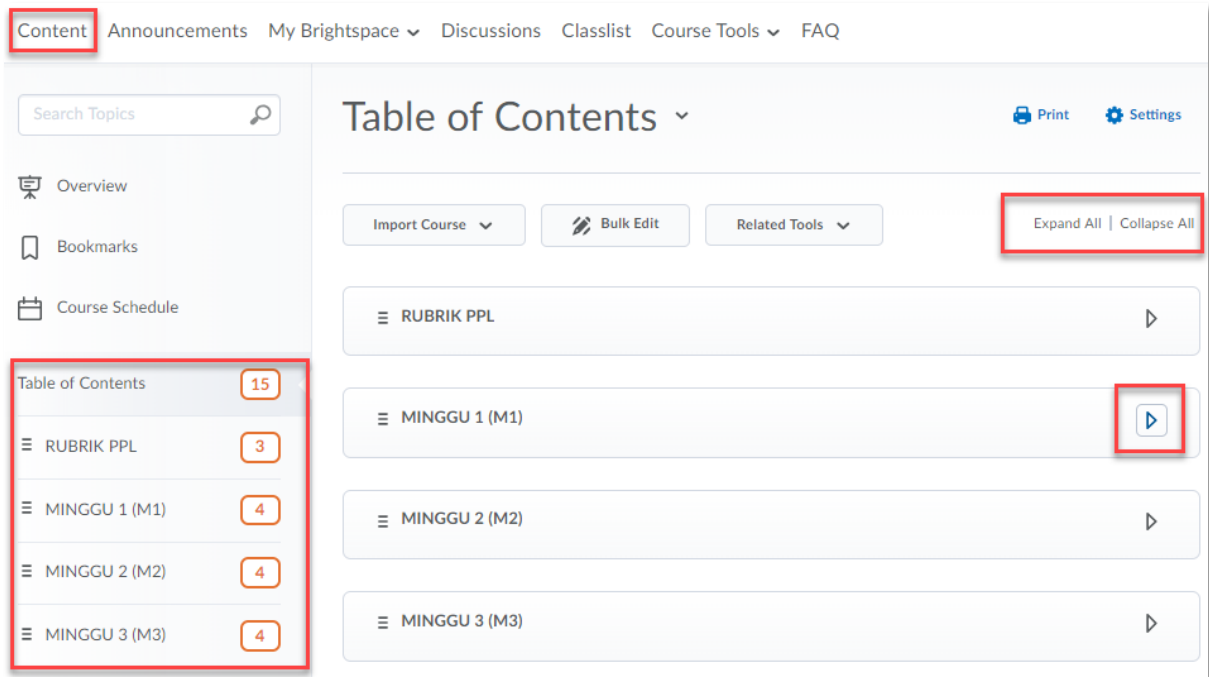 Content Announcements My Brightspace Discussions Classlist Course Tools FAQ
Search Topics
Overview
Bookmarks
Course Schedule
Table of Contents 15
RUBRIK PPL 3
MINGGU 1 (M1) 4
MINGGU 2 (M2) 4
MINGGU 3 (M3) 4
Table of Contents
Print Settings
Import Course Bulk Edit Related Tools Expand All | Collapse All
RUBRIK PPL
MINGGU 1 (M1)
MINGGU 2 (M2)
MINGGU 3 (M3)